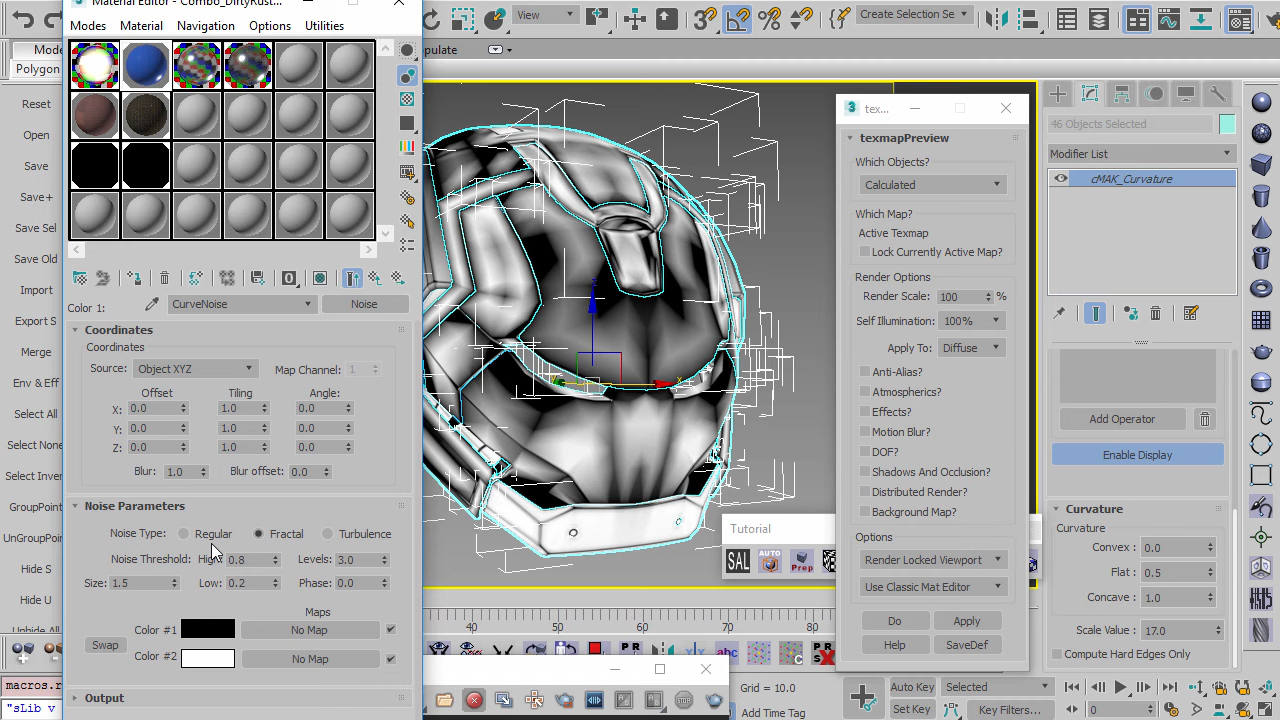 Material Editor - Combo_DirtyRust...
Modes Material Navigation Options Utilities
View
Create Selection Se
Mode
Polygon
populate
Reset
Open
Save
Save+
Save Sel
Save Old
Import
Export S
Merge
Env & Eff
Select All
Select None
Select Inver
GroupPoint
UnGroupPoin
Hide S
Hide U
Color 1: CurveNoise Noise
Coordinates
Coordinates
Source: Object XYZ Map Channel: 1
Offset Tiling Angle:
X: 0.0 1.0 0.0
Y: 0.0 1.0 0.0
Z: 0.0 1.0 0.0
Blur: 1.0 Blur offset: 0.0
Noise Parameters
Noise Type: Regular Fractal Turbulence
Noise Threshold: High: 0.8 Levels: 3.0
Size: 1.5 Low: 0.2 Phase: 0.0
Maps
Color #1 No Map
Swap
Color #2 No Map
Output
macros.r
"sLib v
3 tex...
texmapPreview
Which Objects?
Calculated
Which Map?
Active Texmap
Lock Currently Active Map?
Render Options
Render Scale: 100 %
Self Illumination: 100%
Apply To: Diffuse
Anti-Alias?
Atmospherics?
Effects?
Motion Blur?
DOF?
Shadows And Occlusion?
Distributed Render?
Background Map?
Options
Render Locked Viewport
Use Classic Mat Editor
Do Apply
Help SaveDef
Tutorial
SAL AUTO Prep
40 50 60 70 80
PR abc C PR
SX
Grid = 10.0
Add Time Tag
Auto Key Selected
Set Key Key Filters...
0
46 Objects Selected
Modifier List
cMAK_Curvature
Add Operator
Enable Display
Curvature
Curvature
Convex : 0.0
Flat : 0.5
Concave : 1.0
Scale Value : 17.0
Compute Hard Edges Only